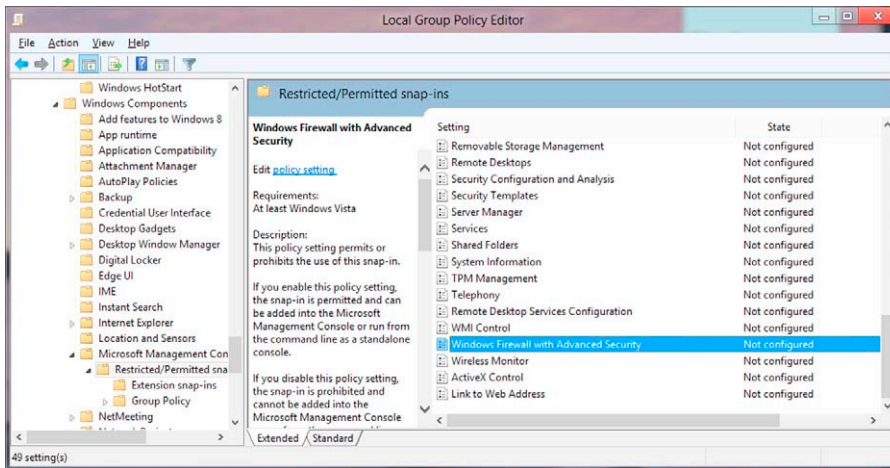 Local Group Policy Editor
File Action View Help
Windows HotStart
Windows Components
Add features to Windows 8
App runtime
Application Compatibility
Attachment Manager
AutoPlay Policies
Backup
Credential User Interface
Desktop Gadgets
Desktop Window Manager
Digital Locker
Edge UI
IME
Instant Search
Internet Explorer
Location and Sensors
Microsoft Management Con
Restricted/Permitted sna
Extension snap-ins
Group Policy
NetMeeting
Restricted/Permitted snap-ins
Windows Firewall with Advanced
Security
Edit policy setting
Requirements:
At least Windows Vista
Description:
This policy setting permits or
prohibits the use of this snap-in.
If you enable this policy setting,
the snap-in is permitted and can
be added into the Microsoft
Management Console or run from
the command line as a standalone
console.
If you disable this policy setting,
the snap-in is prohibited and
cannot be added into the
Microsoft Management Console
Setting State
Removable Storage Management Not configured
Remote Desktops Not configured
Security Configuration and Analysis Not configured
Security Templates Not configured
Server Manager Not configured
Services Not configured
Shared Folders Not configured
System Information Not configured
TPM Management Not configured
Telephony Not configured
Remote Desktop Services Configuration Not configured
WMI Control Not configured
Windows Firewall with Advanced Security Not configured
Wireless Monitor Not configured
ActiveX Control Not configured
Link to Web Address Not configured
Extended Standard
49 setting(s)